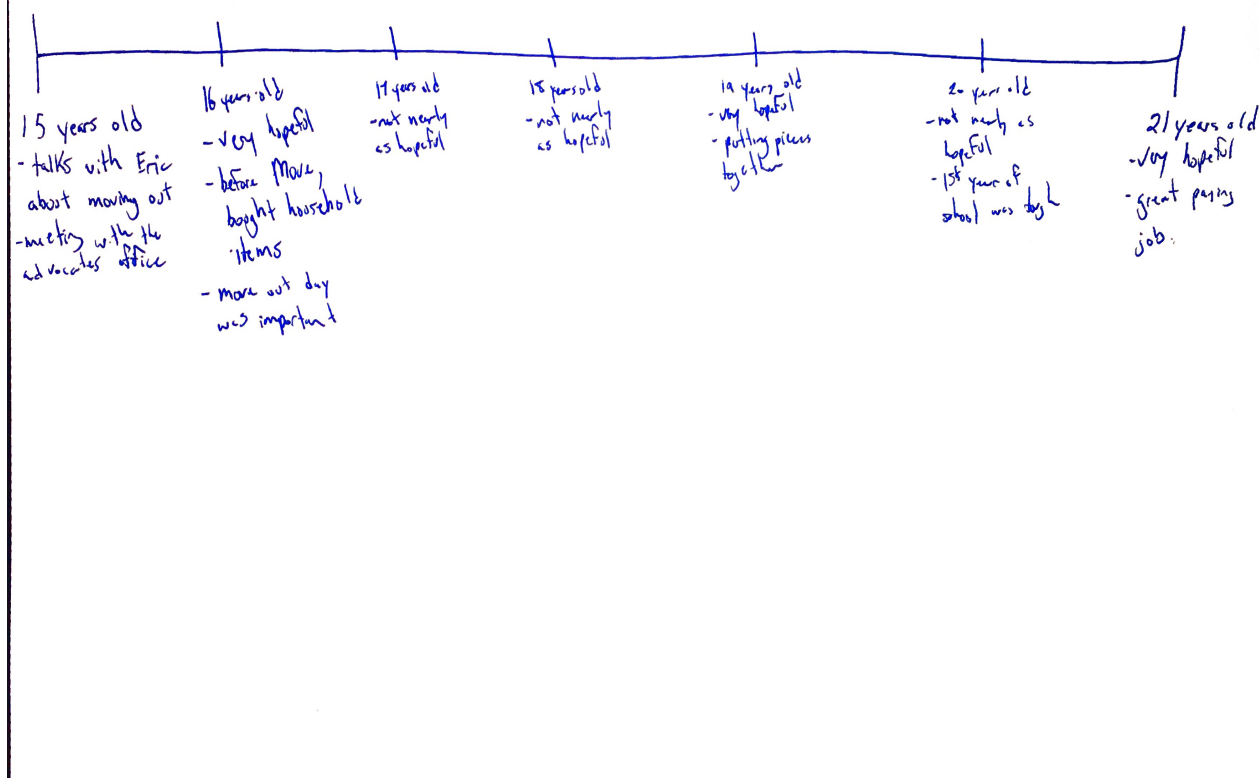 15 years old
- talks with Eric
about moving out
- meeting with the
advocates office
16 years old
- very hopeful
- before move,
bought household
items
- move out day
was important
17 years old
- not nearly
as hopeful
18 years old
- not nearly
as hopeful
19 years old
- very hopeful
- putting pieces
together
20 years old
- not nearly as
hopeful
- 1st year of
school was tough
21 years old
- very hopeful
- great paying
job.